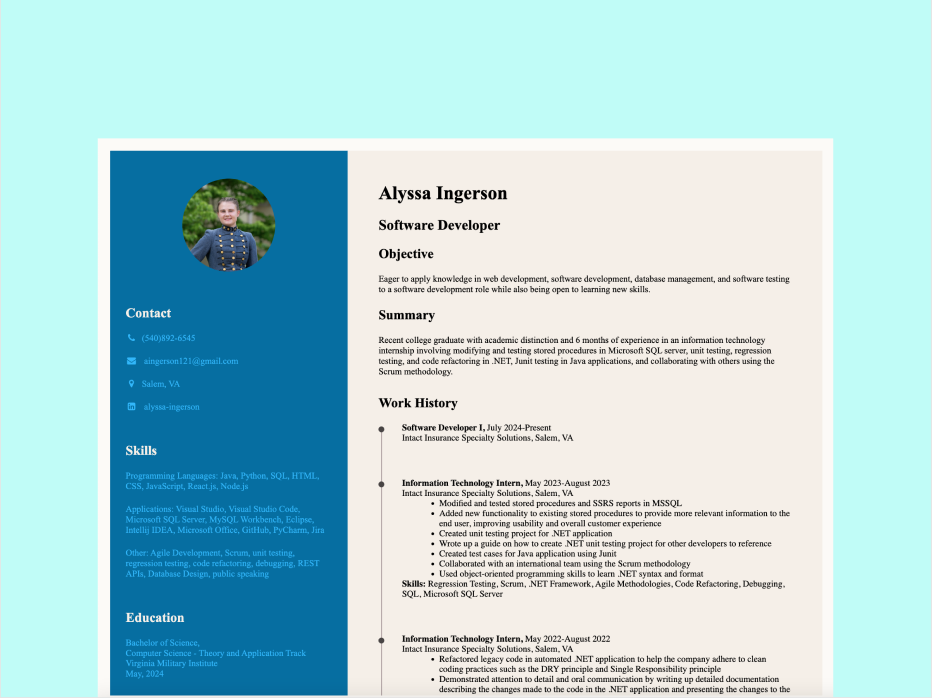 Alyssa Ingerson
Software Developer
Objective
Eager to apply knowledge in web development, software development, database management, and software testing
to a software development role while also being open to learning new skills.
Summary
Recent college graduate with academic distinction and 6 months of experience in an information technology
internship involving modifying and testing stored procedures in Microsoft SQL server, unit testing, regression
testing, and code refactoring in .NET, Junit testing in Java applications, and collaborating with others using the
Scrum methodology.
Work History
Software Developer I, July 2024-Present
Intact Insurance Specialty Solutions, Salem, VA
Information Technology Intern, May 2023-August 2023
Intact Insurance Specialty Solutions, Salem, VA
• Modified and tested stored procedures and SSRS reports in MSSQL
• Added new functionality to existing stored procedures to provide more relevant information to the
end user, improving usability and overall customer experience
• Created unit testing project for .NET application
• Wrote up a guide on how to create .NET unit testing project for other developers to reference
• Created test cases for Java application using Junit
• Collaborated with an international team using the Scrum methodology
• Used object-oriented programming skills to learn .NET syntax and format
Skills: Regression Testing, Scrum, .NET Framework, Agile Methodologies, Code Refactoring, Debugging,
SQL, Microsoft SQL Server
Information Technology Intern, May 2022-August 2022
Intact Insurance Specialty Solutions, Salem, VA
• Refactored legacy code in automated .NET application to help the company adhere to clean
coding practices such as the DRY principle and Single Responsibility principle
• Demonstrated attention to detail and oral communication by writing up detailed documentation
describing the changes made to the code in the .NET application and presenting the changes to the
Contact
(540)892-6545
aingerson121@gmail.com
Salem, VA
alyssa-ingerson
Skills
Programming Languages: Java, Python, SQL, HTML,
CSS, JavaScript, React.js, Node.js
Applications: Visual Studio, Visual Studio Code,
Microsoft SQL Server, MySQL Workbench, Eclipse,
Intellij IDEA, Microsoft Office, GitHub, PyCharm, Jira
Other: Agile Development, Scrum, unit testing,
regression testing, code refactoring, debugging, REST
APIs, Database Design, public speaking
Education
Bachelor of Science,
Computer Science - Theory and Application Track
Virginia Military Institute
May, 2024